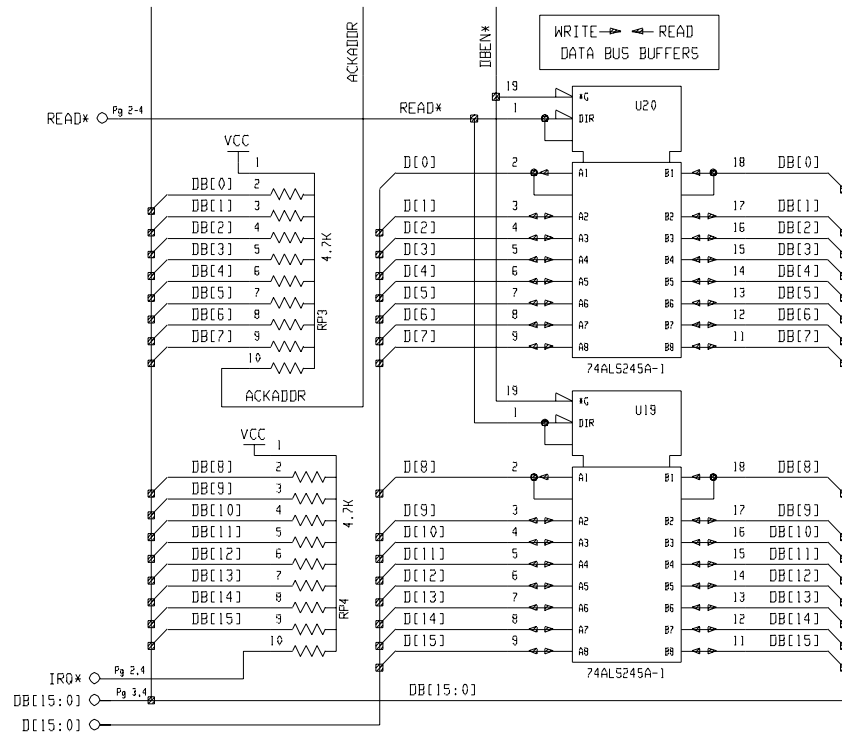 WRITE READ
DATA BUS BUFFERS
ACKADDR
DBEN*
READ* Pg 2-4
READ*
19 *G U20
1 DIR
VCC
1
DB[0] 2
DB[1] 3
DB[2] 4
DB[3] 5
DB[4] 6
DB[5] 7
DB[6] 8
DB[7] 9
10
4.7K
RP3
ACKADDR
D[0] 2 A1 B1 18 DB[0]
D[1] 3 A2 B2 17 DB[1]
D[2] 4 A3 B3 16 DB[2]
D[3] 5 A4 B4 15 DB[3]
D[4] 6 A5 B5 14 DB[4]
D[5] 7 A6 B6 13 DB[5]
D[6] 8 A7 B7 12 DB[6]
D[7] 9 A8 B8 11 DB[7]
74ALS245A-1
19 *G U19
1 DIR
VCC
1
DB[8] 2
DB[9] 3
DB[10] 4
DB[11] 5
DB[12] 6
DB[13] 7
DB[14] 8
DB[15] 9
10
4.7K
RP4
D[8] 2 A1 B1 18 DB[8]
D[9] 3 A2 B2 17 DB[9]
D[10] 4 A3 B3 16 DB[10]
D[11] 5 A4 B4 15 DB[11]
D[12] 6 A5 B5 14 DB[12]
D[13] 7 A6 B6 13 DB[13]
D[14] 8 A7 B7 12 DB[14]
D[15] 9 A8 B8 11 DB[15]
74ALS245A-1
IRQ* Pg 2,4
DB[15:0] Pg 3,4
DB[15:0]
D[15:0]